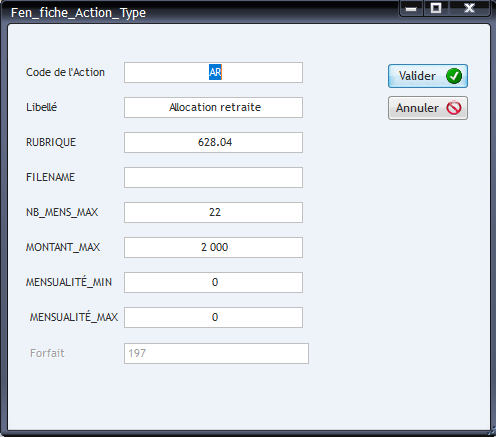 Fen_fiche_Action_Type
Code de l'Action AR Valider
Libellé Allocation retraite Annuler
RUBRIQUE 628.04
FILENAME
NB_MENS_MAX 22
MONTANT_MAX 2 000
MENSUALITÉ_MIN 0
MENSUALITÉ_MAX 0
Forfait 197